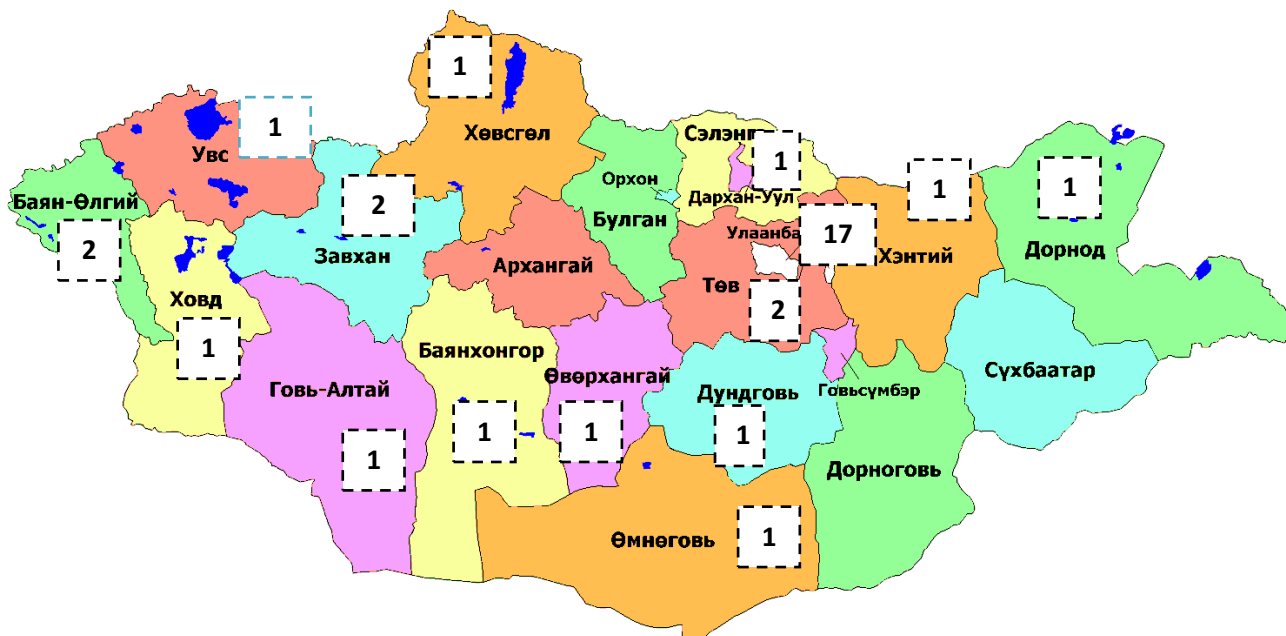 1
Хөвсгөл
1
Увс
Сэлэнг
1
Баян-Өлгий
2
Орхон
Дархан-Уул
1
1
Булган
Улаанба
17
2
Завхан
Архангай
Төв
Хэнтий
Дорнод
Ховд
2
1
Баянхонгор
Говь-Алтай
Өвөрхангай
Дундговь
Говьсүмбэр
Сүхбаатар
1
1
1
1
Дорноговь
Өмнөговь
1